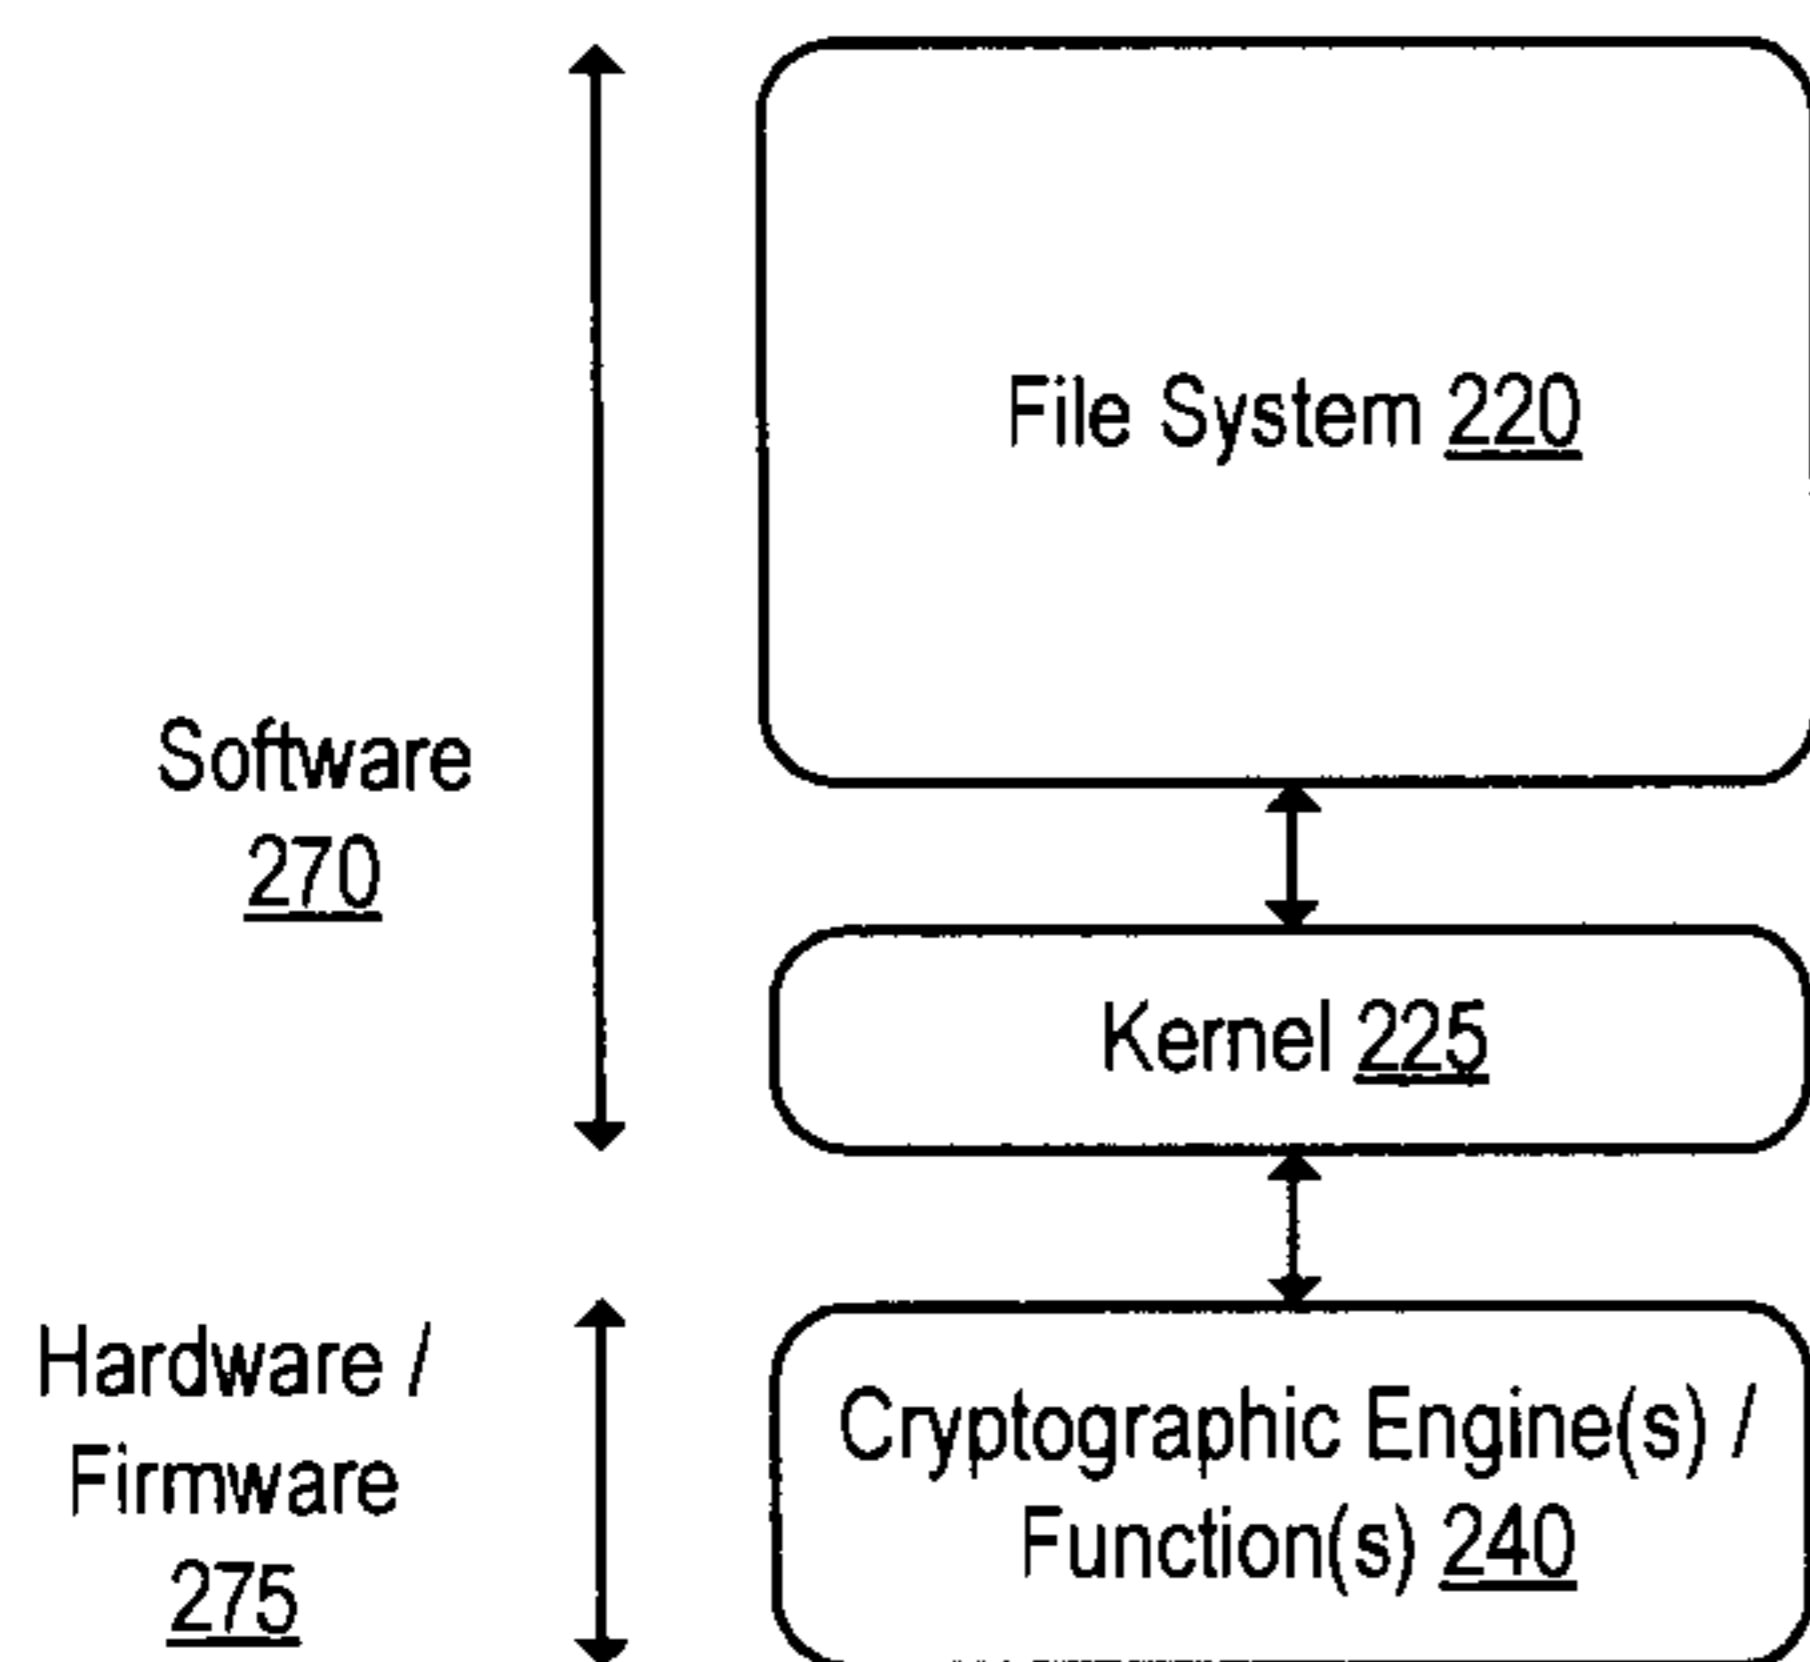 File System 220
Software
270
Kernel 225
Hardware /
Firmware
275
Cryptographic Engine(s) /
Function(s) 240